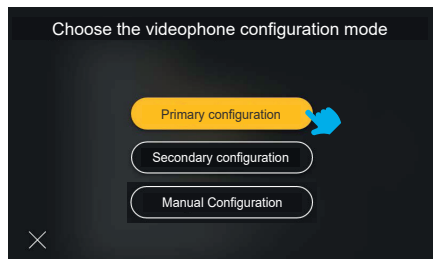 Choose the videophone configuration mode
Primary configuration
Secondary configuration
Manual Configuration